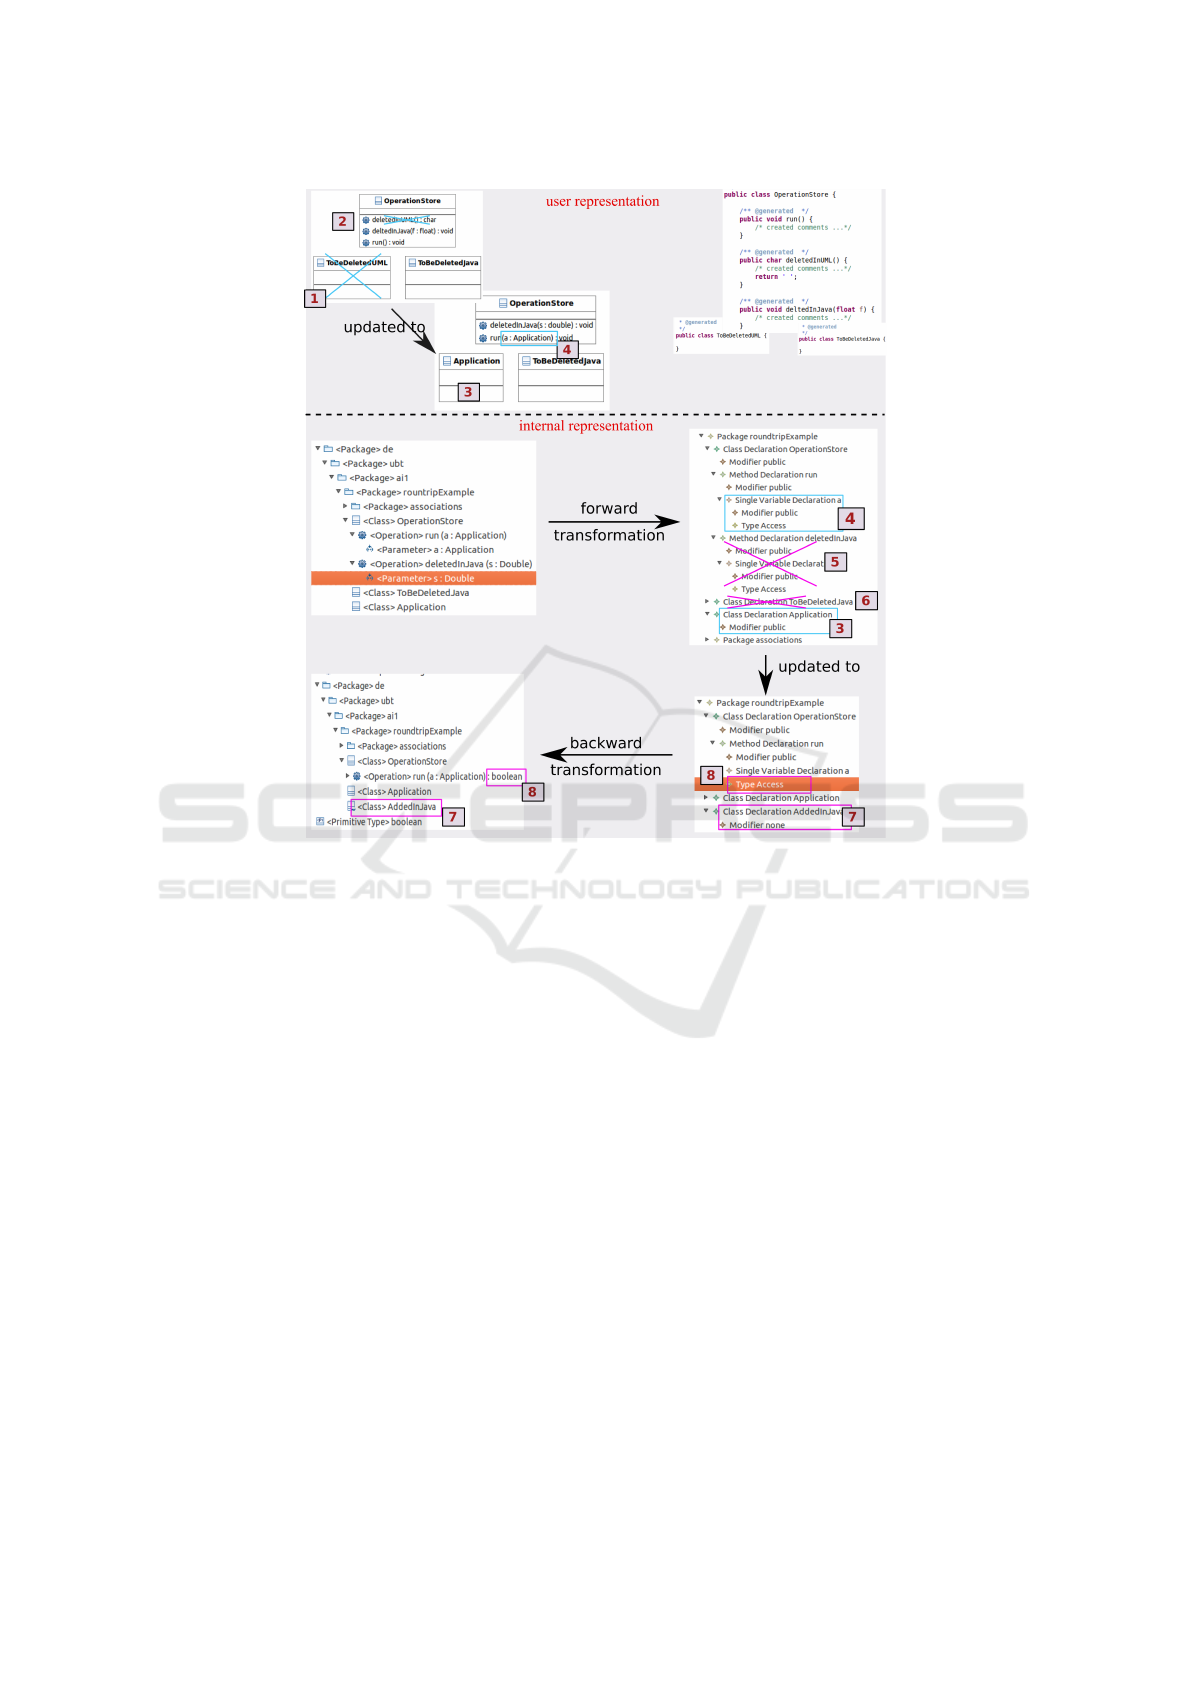 user representation
OperationStore
2
deletedInUML() : char
deltedInJava(f : float) : void
run() : void
ToBeDeletedUML
ToBeDeletedJava
1
updated to
OperationStore
deletedInJava(s : double) : void
run(a : Application) : void
4
Application
ToBeDeletedJava
3
public class OperationStore {
/** @generated */
public void run() {
/* created comments ...*/
}
/** @generated */
public char deletedInUML() {
/* created comments ...*/
return ' ';
}
/** @generated */
public void deltedInJava(float f) {
/* created comments ...*/
}
* @generated
*/
public class ToBeDeletedUML {
}
* @generated
*/
public class ToBeDeletedJava {
}
internal representation
<Package> de
<Package> ubt
<Package> ai1
<Package> rountripExample
<Package> associations
<Class> OperationStore
<Operation> run (a : Application)
<Parameter> a : Application
<Operation> deletedInJava (s : Double)
<Parameter> s : Double
<Class> ToBeDeletedJava
<Class> Application
forward
transformation
Package roundtripExample
Class Declaration OperationStore
Modifier public
Method Declaration run
Modifier public
Single Variable Declaration a
Modifier public
Type Access
4
Method Declaration deletedInJava
Modifier public
Single Variable Declarat
5
Modifier public
Type Access
Class Declaration ToBeDeletedJava
6
Class Declaration Application
Modifier public
3
Package associations
updated to
Package roundtripExample
Class Declaration OperationStore
Modifier public
Method Declaration run
Modifier public
Single Variable Declaration a
8
Type Access
Class Declaration Application
Class Declaration AddedInJava
7
Modifier none
backward
transformation
<Package> de
<Package> ubt
<Package> ai1
<Package> roundtripExample
<Package> associations
<Class> OperationStore
<Operation> run (a : Application) : boolean
8
<Class> Application
<Class> AddedInJava
7
<Primitive Type> boolean
SCITEPRESS
SCIENCE AND TECHNOLOGY PUBLICATIONS